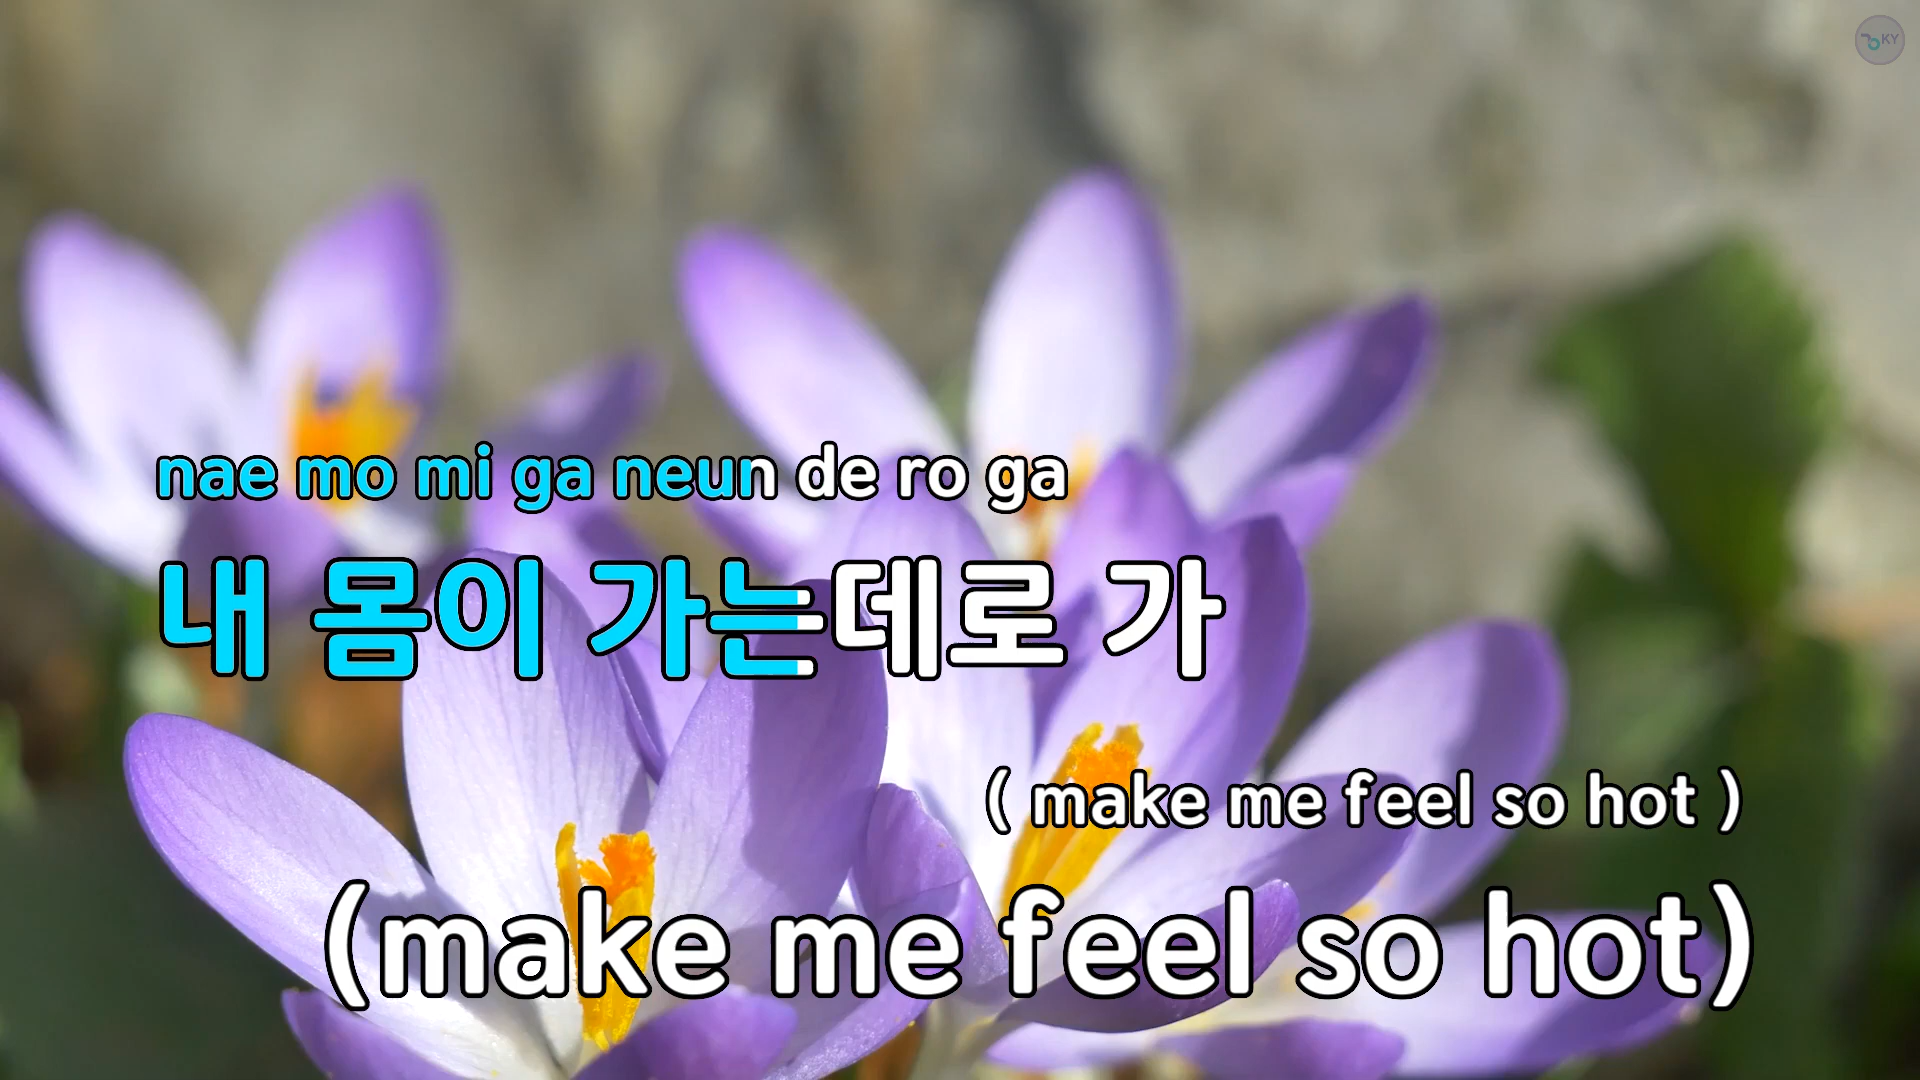 KY
nae mo mi ga neun de ro ga
내 몸이 가는데로 가
( make me feel so hot )
(make me feel so hot)